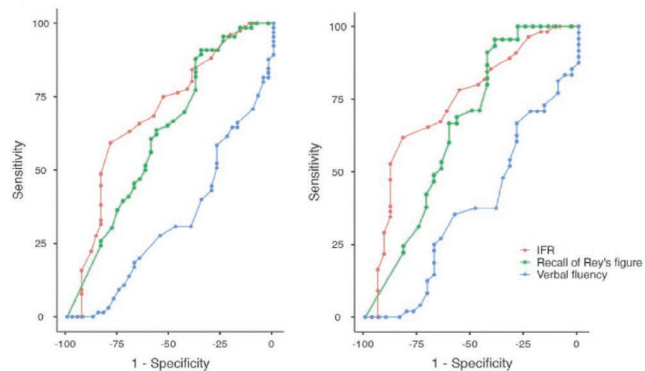 100
75
50
25
0
Sensitivity
-100 -75 -50 -25 0
1 - Specificity
100
75
50
25
0
Sensitivity
-100 -75 -50 -25 0
1 - Specificity
IFR
Recall of Rey's figure
Verbal fluency